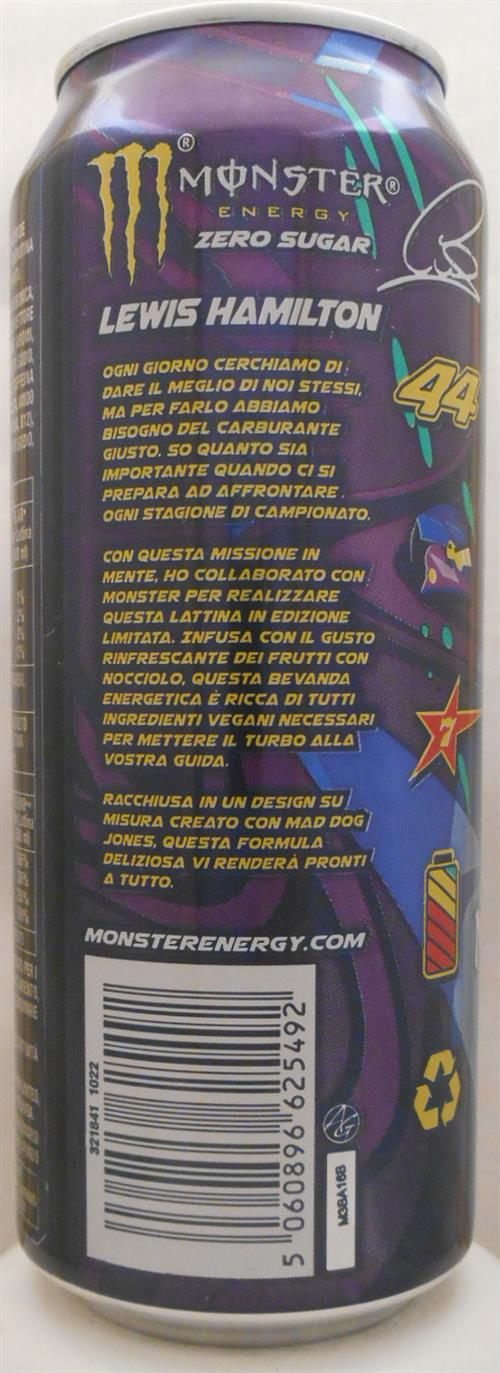 MONSTER®
ENERGY
ZERO SUGAR
LEWIS HAMILTON
44
OGNI GIORNO CERCHIAMO DI
DARE IL MEGLIO DI NOI STESSI,
MA PER FARLO ABBIAMO
BISOGNO DEL CARBURANTE
GIUSTO. SO QUANTO SIA
IMPORTANTE QUANDO CI SI
PREPARA AD AFFRONTARE
OGNI STAGIONE DI CAMPIONATO.
CON QUESTA MISSIONE IN
MENTE, HO COLLABORATO CON
MONSTER PER REALIZZARE
QUESTA LATTINA IN EDIZIONE
LIMITATA. INFUSA CON IL GUSTO
RINFRESCANTE DEI FRUTTI CON
NOCCIOLO, QUESTA BEVANDA
ENERGETICA È RICCA DI TUTTI
INGREDIENTI VEGANI NECESSARI
PER METTERE IL TURBO ALLA
VOSTRA GUIDA.
7
RACCHIUSA IN UN DESIGN SU
MISURA CREATO CON MAD DOG
JONES, QUESTA FORMULA
DELIZIOSA VI RENDERÀ PRONTI
A TUTTO.
MONSTERENERGY.COM
321841 1022
5 060896 625492
M3BA16B